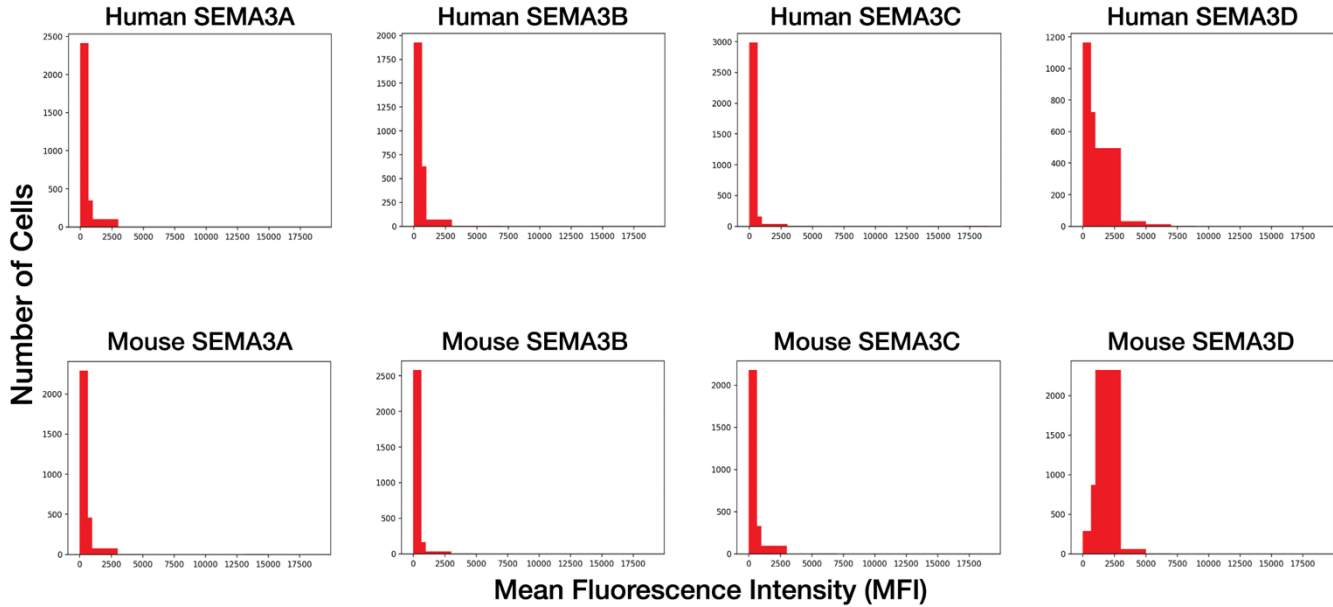 Human SEMA3A
Human SEMA3B
Human SEMA3C
Human SEMA3D
2500
2000
1500
1000
500
0
0 2500 5000 7500 10000 12500 15000 17500
2000
1750
1500
1250
1000
750
500
250
0
0 2500 5000 7500 10000 12500 15000 17500
3000
2500
2000
1500
1000
500
0
0 2500 5000 7500 10000 12500 15000 17500
1200
1000
800
600
400
200
0
0 2500 5000 7500 10000 12500 15000 17500
Number of Cells
Mouse SEMA3A
Mouse SEMA3B
Mouse SEMA3C
Mouse SEMA3D
2000
1500
1000
500
0
0 2500 5000 7500 10000 12500 15000 17500
2500
2000
1500
1000
500
0
0 2500 5000 7500 10000 12500 15000 17500
2000
1500
1000
500
0
0 2500 5000 7500 10000 12500 15000 17500
2000
1500
1000
500
0
0 2500 5000 7500 10000 12500 15000 17500
Mean Fluorescence Intensity (MFI)